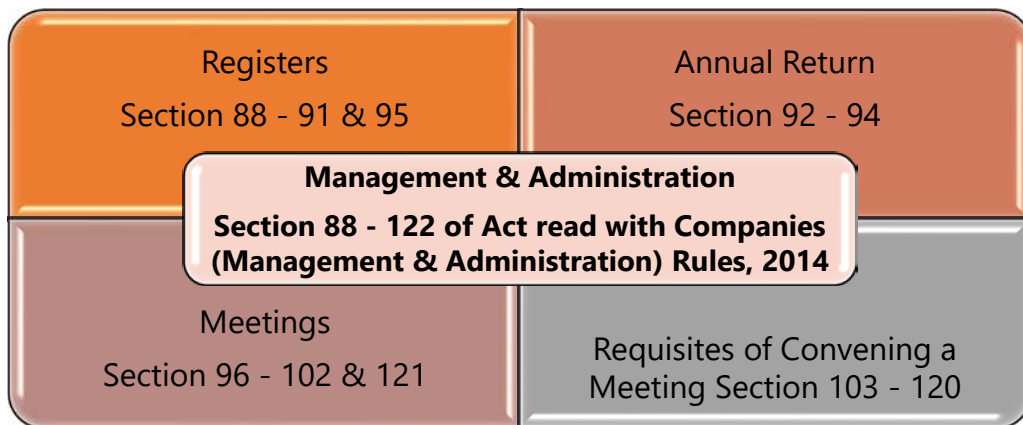 Registers
Section 88 - 91 & 95
Annual Return
Section 92 - 94
Management & Administration
Section 88 - 122 of Act read with Companies
(Management & Administration) Rules, 2014
Meetings
Section 96 - 102 & 121
Requisites of Convening a
Meeting Section 103 - 120